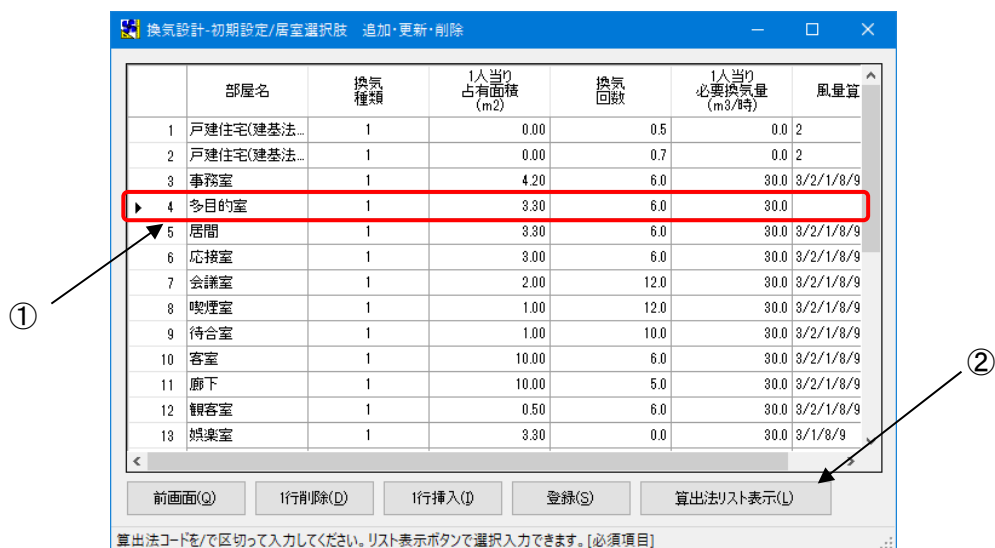 換気設計-初期設定/居室選択肢　追加・更新・削除
部屋名 換気種類 1人当り占有面積(m2) 換気回数 1人当り必要換気量(m3/時) 風量算
1 戸建住宅(建基法... 1 0.00 0.5 0.0 2
2 戸建住宅(建基法... 1 0.00 0.7 0.0 2
3 事務室 1 4.20 6.0 30.0 3/2/1/8/9
4 多目的室 1 3.30 6.0 30.0
5 居間 1 3.30 6.0 30.0 3/2/1/8/9
6 応接室 1 3.00 6.0 30.0 3/2/1/8/9
7 会議室 1 2.00 12.0 30.0 3/2/1/8/9
8 喫煙室 1 1.00 12.0 30.0 3/2/1/8/9
9 待合室 1 1.00 10.0 30.0 3/2/1/8/9
10 客室 1 10.00 6.0 30.0 3/2/1/8/9
11 廊下 1 10.00 5.0 30.0 3/2/1/8/9
12 観客室 1 0.50 6.0 30.0 3/2/1/8/9
13 娯楽室 1 3.30 0.0 30.0 3/1/8/9
①
②
前画面(Q) 1行削除(D) 1行挿入(I) 登録(S) 算出法リスト表示(L)
算出法コードを/で区切って入力してください。リスト表示ボタンで選択入力できます。[必須項目]